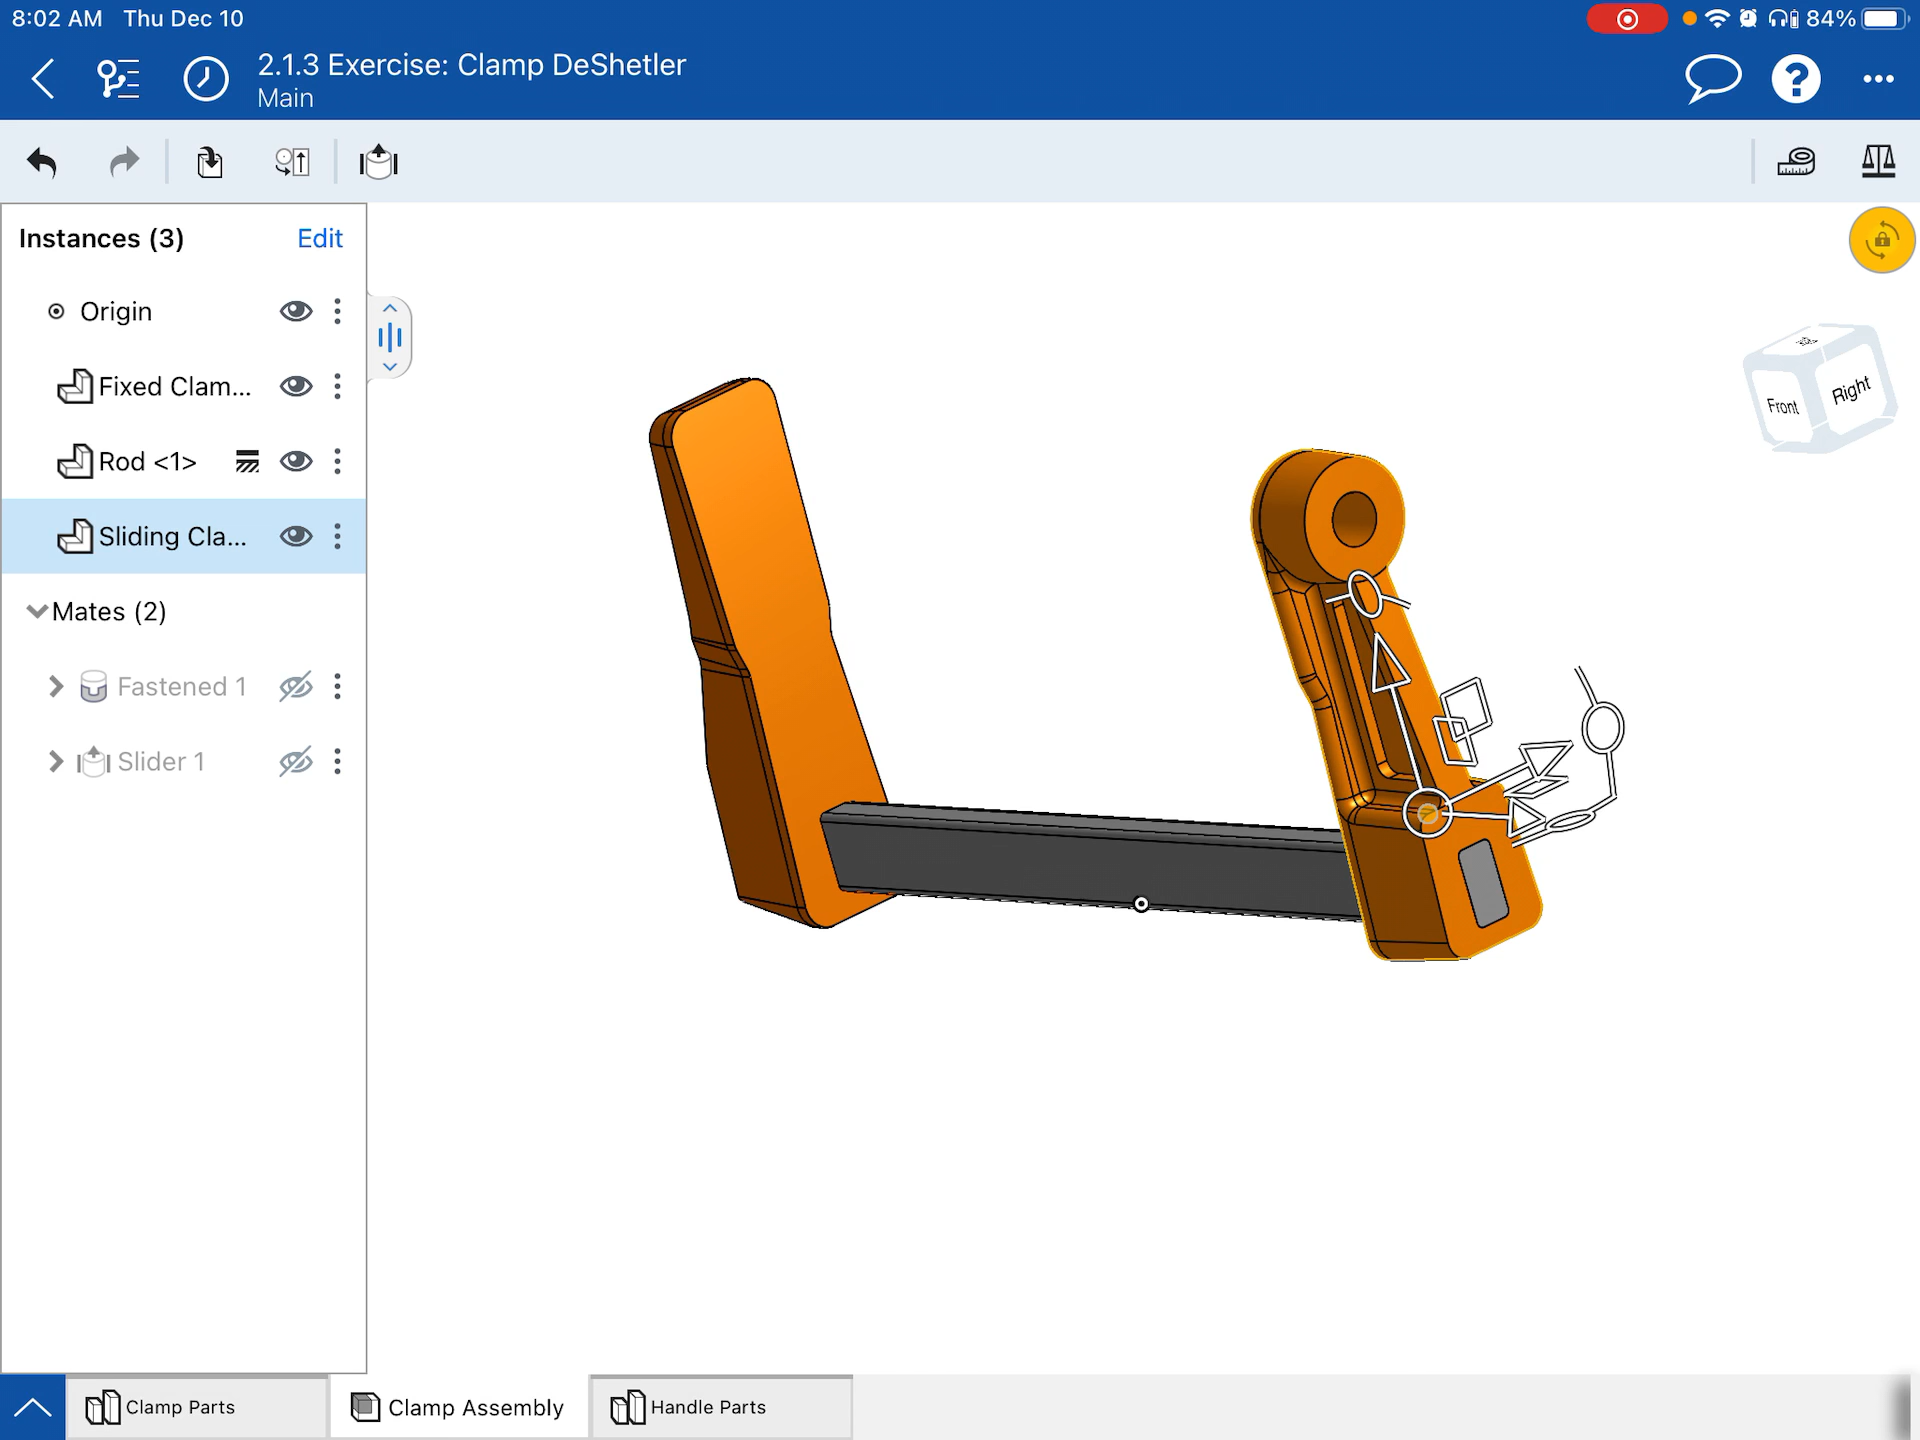 8:02 AM Thu Dec 10
84%
2.1.3 Exercise: Clamp DeShetler
Main
Instances (3)
Edit
Origin
Fixed Clam...
Rod <1>
Sliding Cla...
Mates (2)
Fastened 1
Slider 1
Front
Right
Clamp Parts
Clamp Assembly
Handle Parts